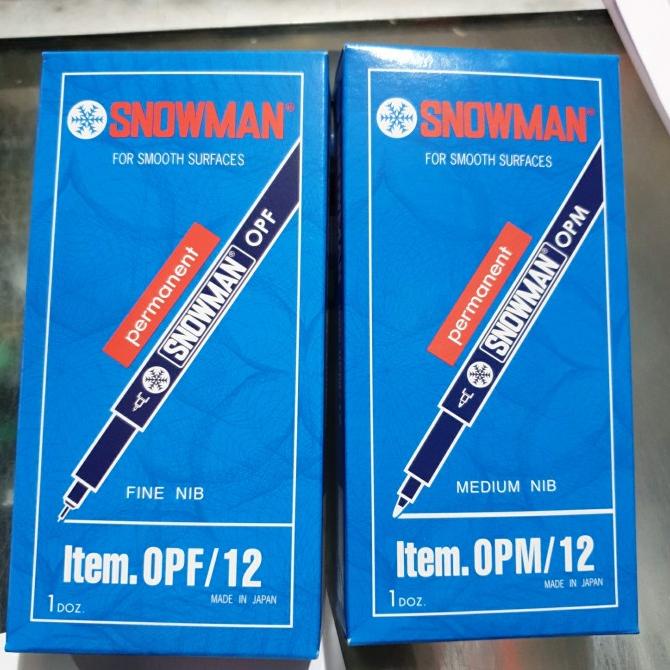 SNOWMAN®
FOR SMOOTH SURFACES
permanent
SNOWMAN® OPF
FINE NIB
Item. OPF/12
1 DOZ.
MADE IN JAPAN
SNOWMAN™
FOR SMOOTH SURFACES
permanent
SNOWMAN® OPM
MEDIUM NIB
Item. OPM/12
1 DOZ.
MADE IN JAPAN